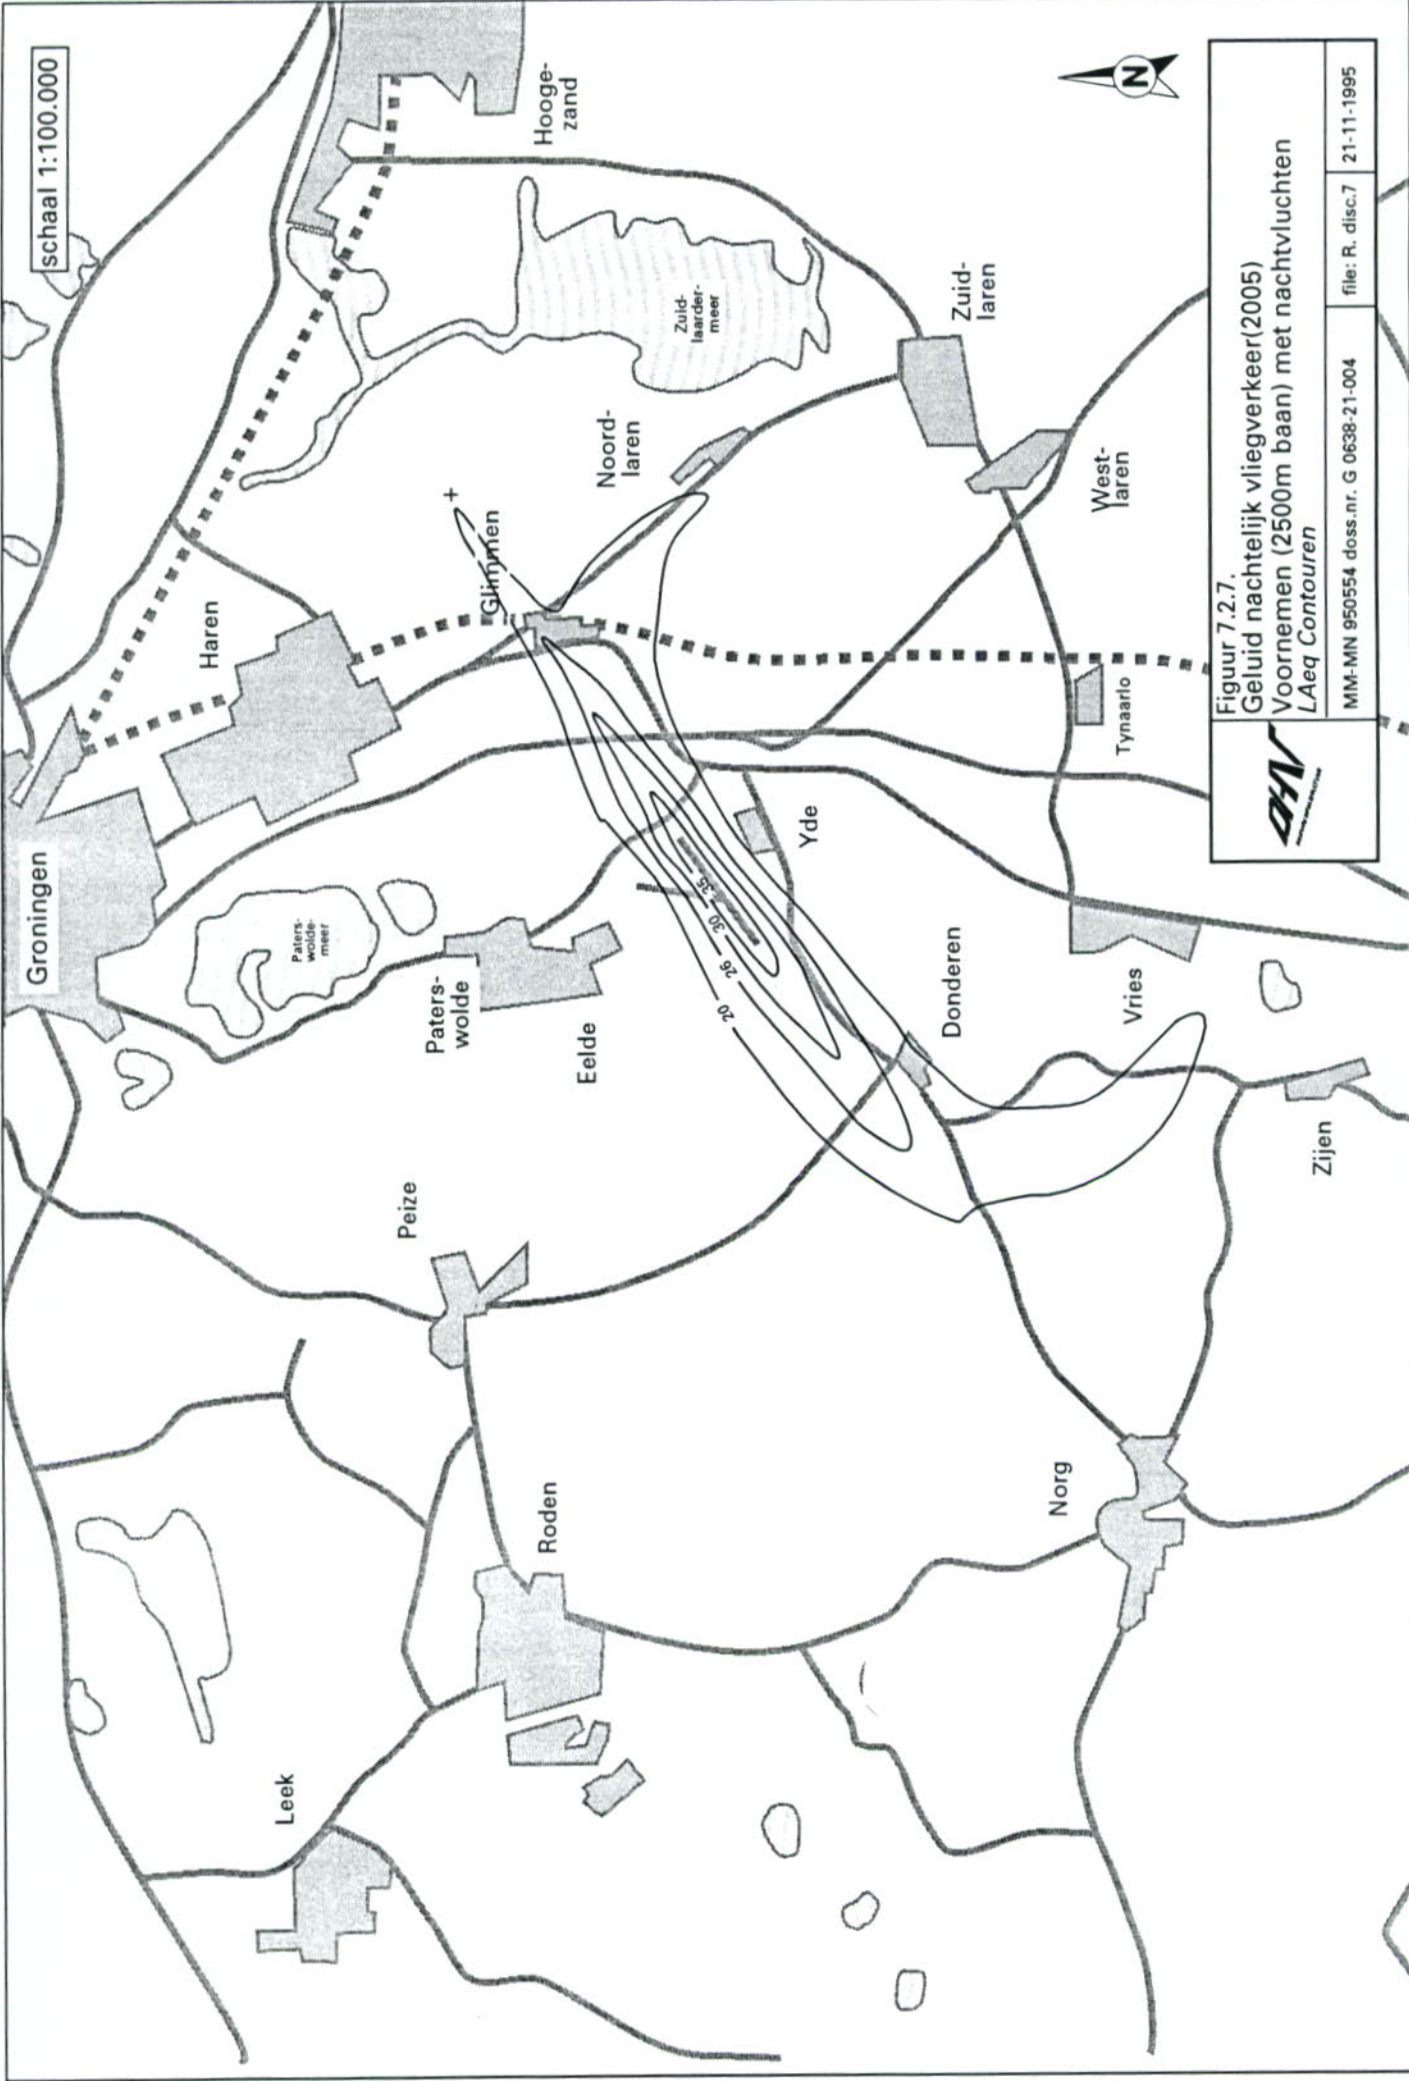 schaal 1:100.000
Groningen
Haren
Hooge-
zand
Paters-
wolde-
meer
Zuid-
laarder-
meer
Glimmen
+
Noord-
laren
Paters-
wolde
Eelde
Zuid-
laren
West-
laren
Peize
Leek
Roden
Norg
Donderen
Yde
Tynaarlo
Vries
Zijen
20
26
30
35
N
DHV
Figuur 7.2.7.
Geluid nachtelijk vliegverkeer(2005)
Voornemen (2500m baan) met nachtvluchten
LAeq Contouren
MM-MN 950554 doss.nr. G 0638-21-004
file: R. disc.7
21-11-1995